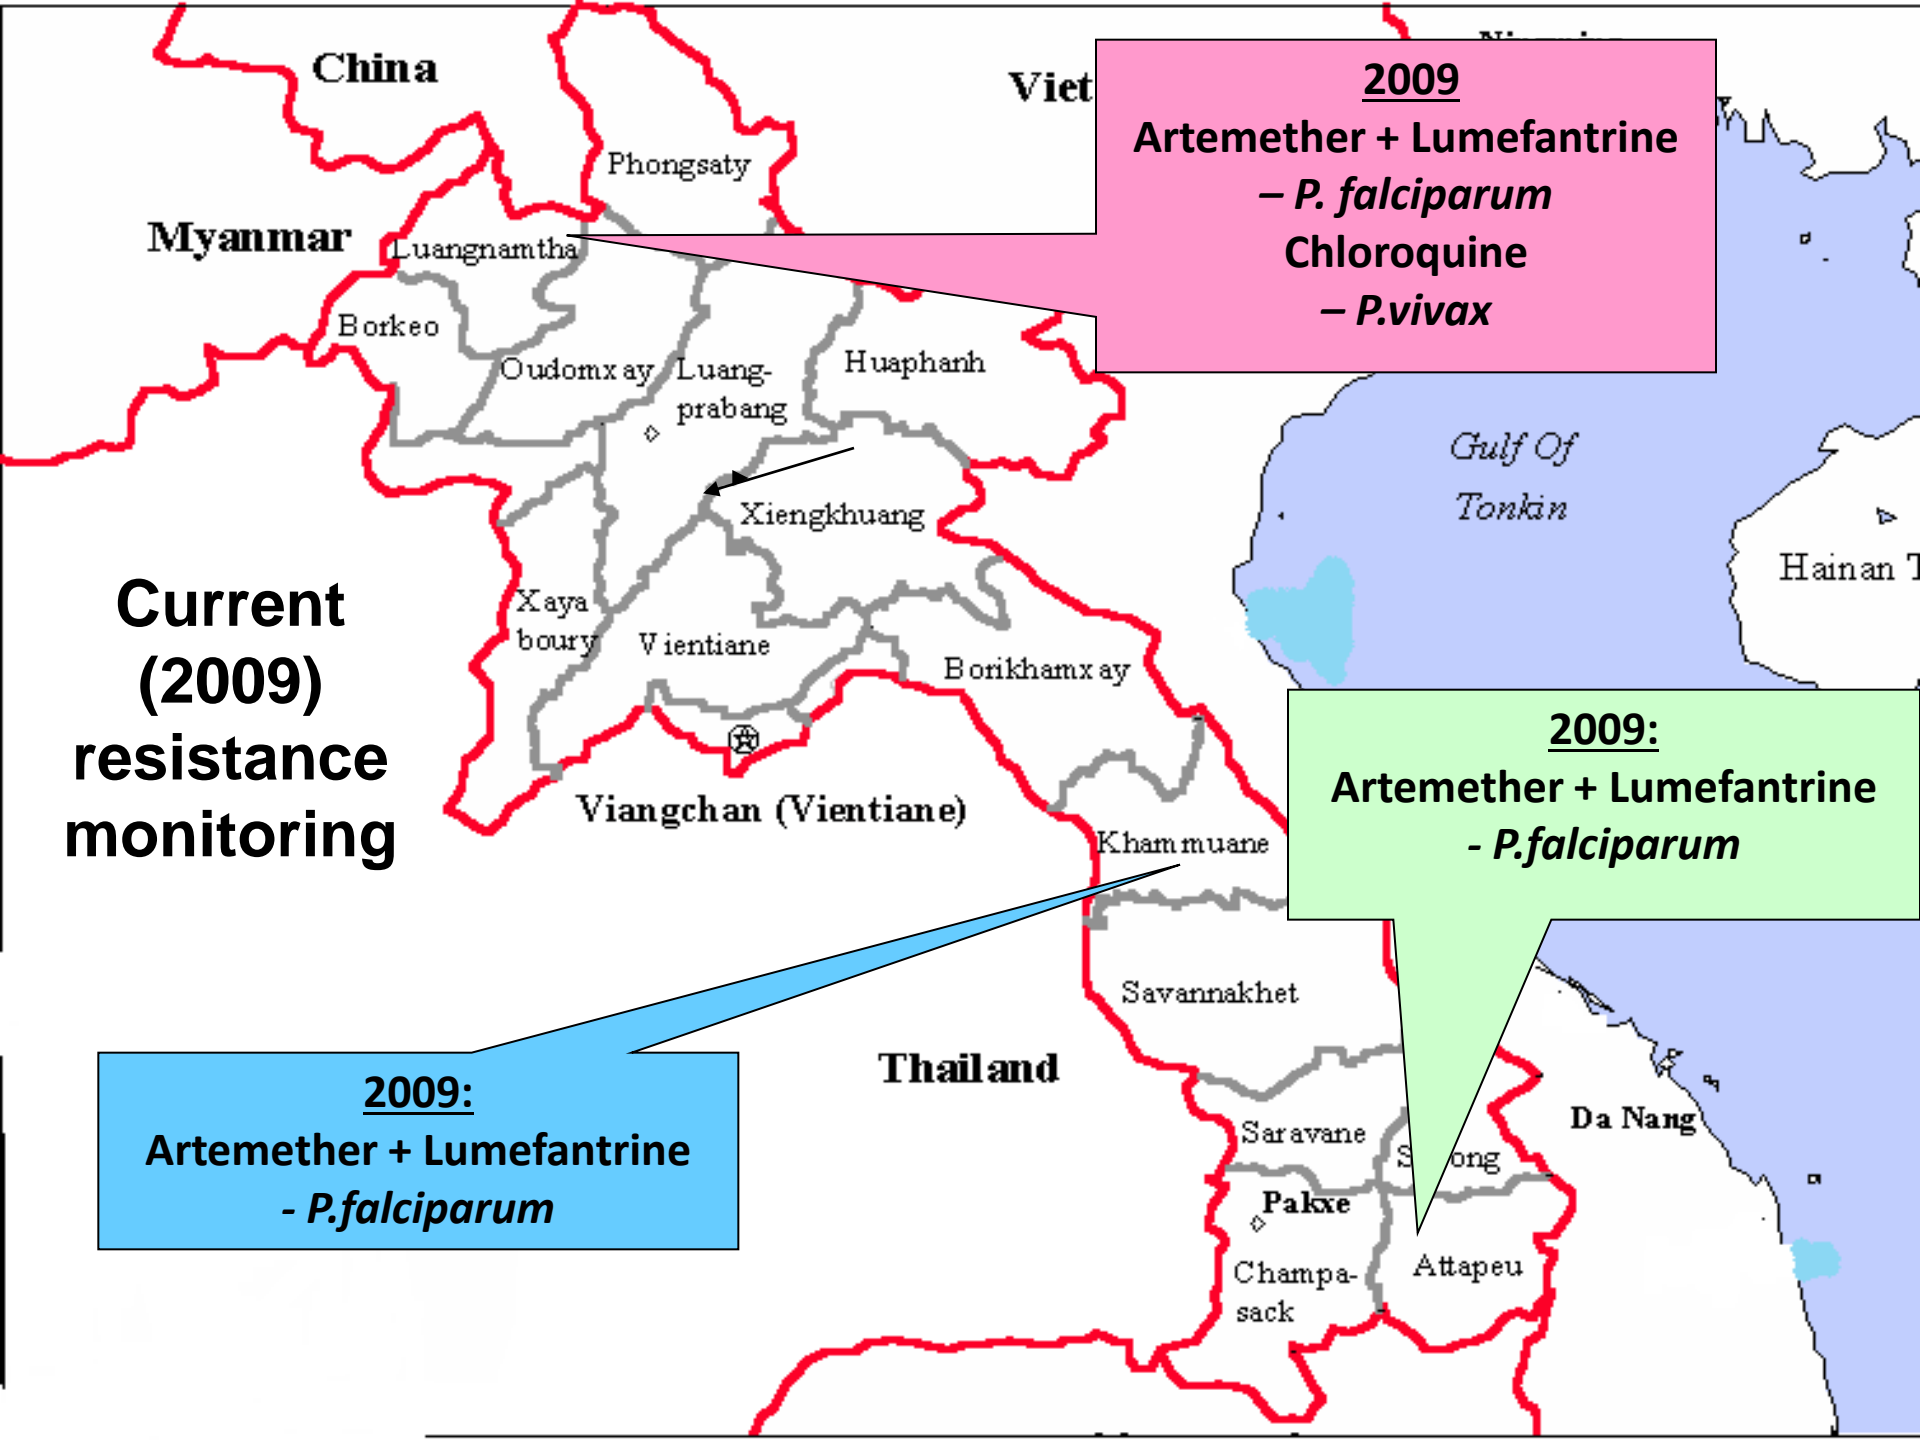 China
Viet
2009
Artemether + Lumefantrine
– P. falciparum
Chloroquine
– P.vivax
Phongsaty
Myanmar
Luangnamtha
Borkeo
Oudomxay
Luang-
prabang
Huaphanh
Gulf Of
Tonkin
Xiengkhuang
Hainan
Current
(2009)
resistance
monitoring
Xaya
boury
Vientiane
Borikhamxay
Viangchan (Vientiane)
2009:
Artemether + Lumefantrine
- P.falciparum
Khammuane
Savannakhet
Thailand
2009:
Artemether + Lumefantrine
- P.falciparum
Saravane
Da Nang
Pakxe
Champa-
sack
Attapeu